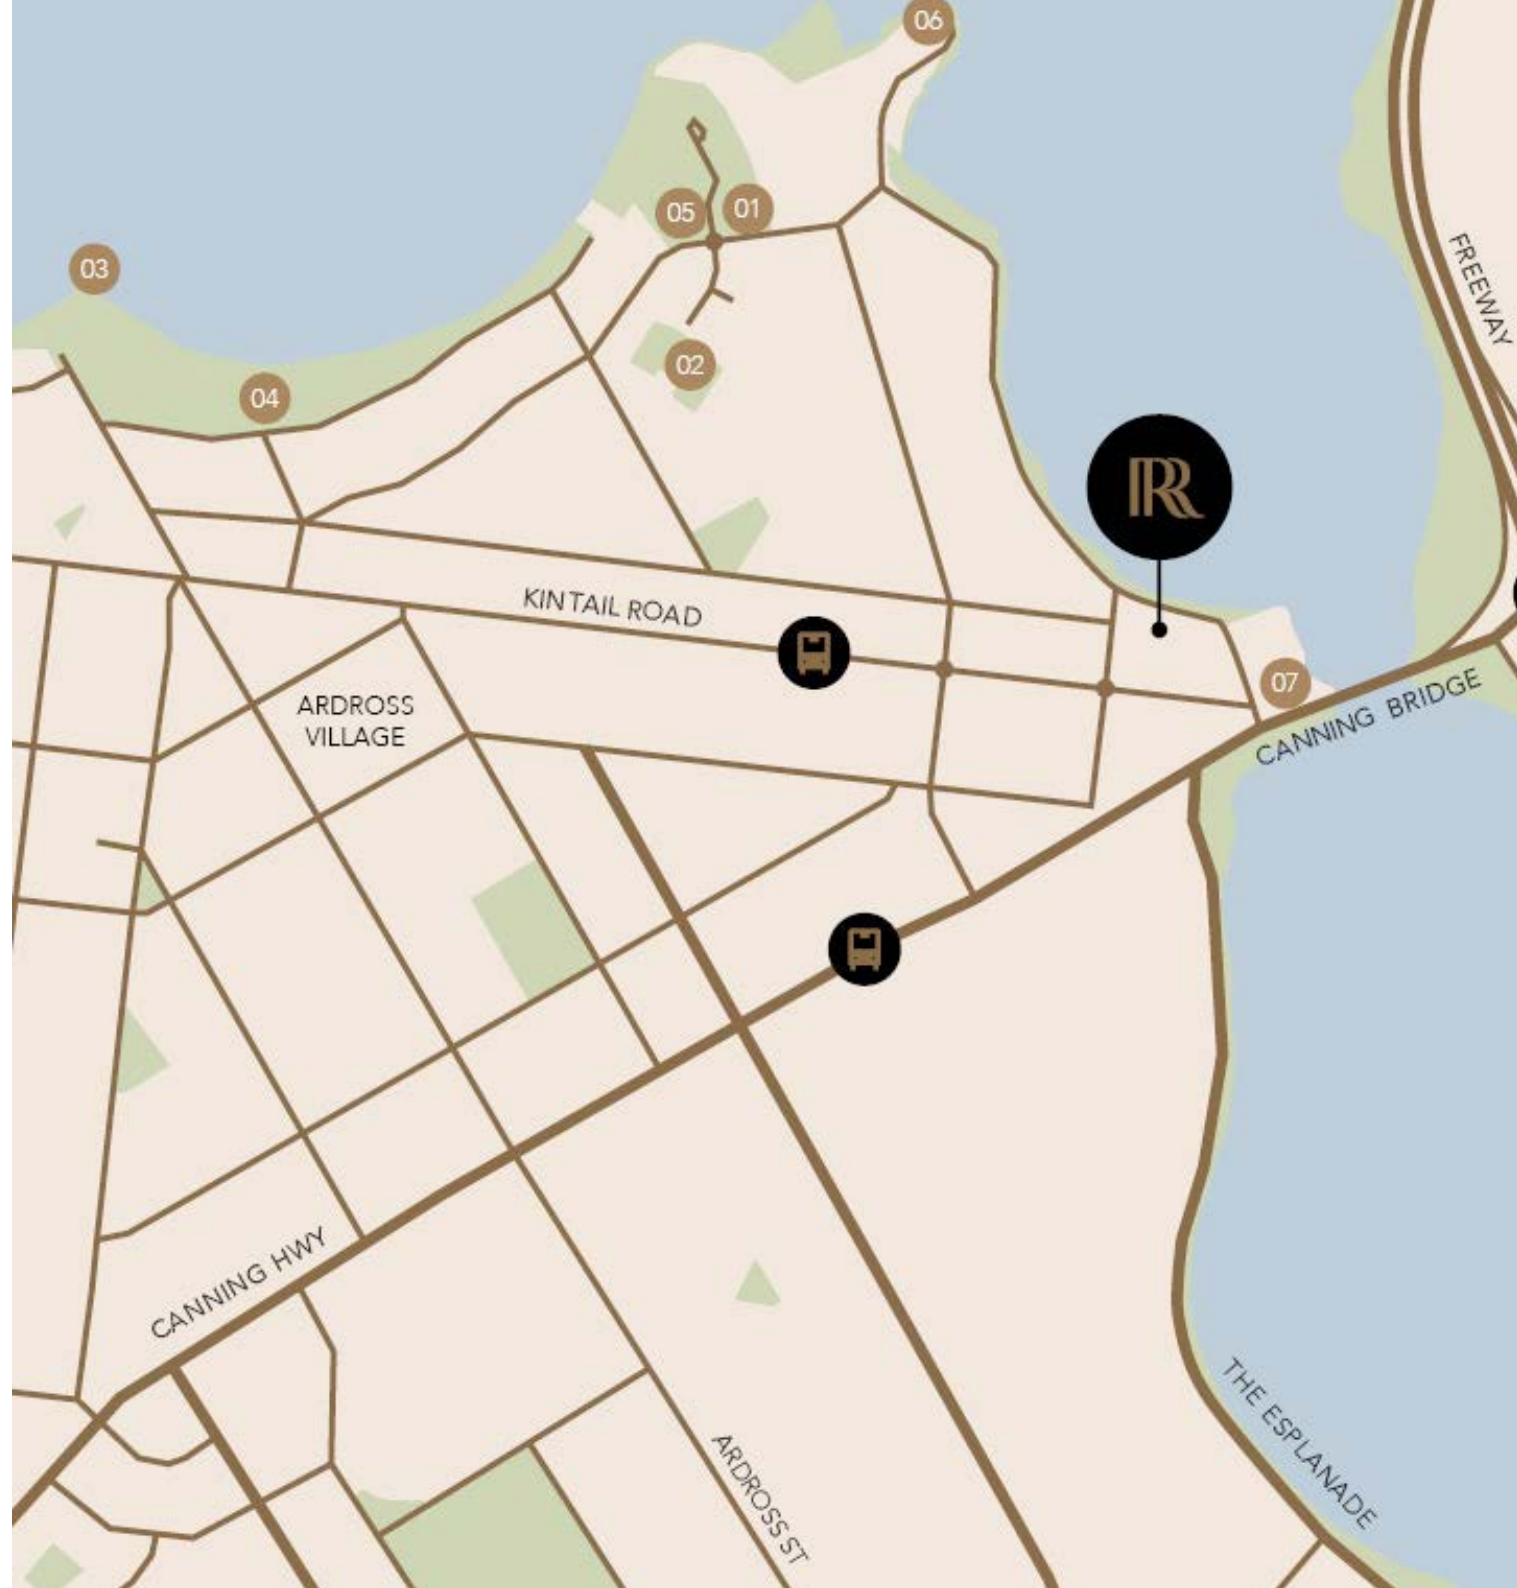 06
05
01
03
FREEWAY
02
04
RR
KINTAIL ROAD
07
ARDROSS
VILLAGE
CANNING BRIDGE
CANNING HWY
THE ESPLANADE
ARDROSS ST